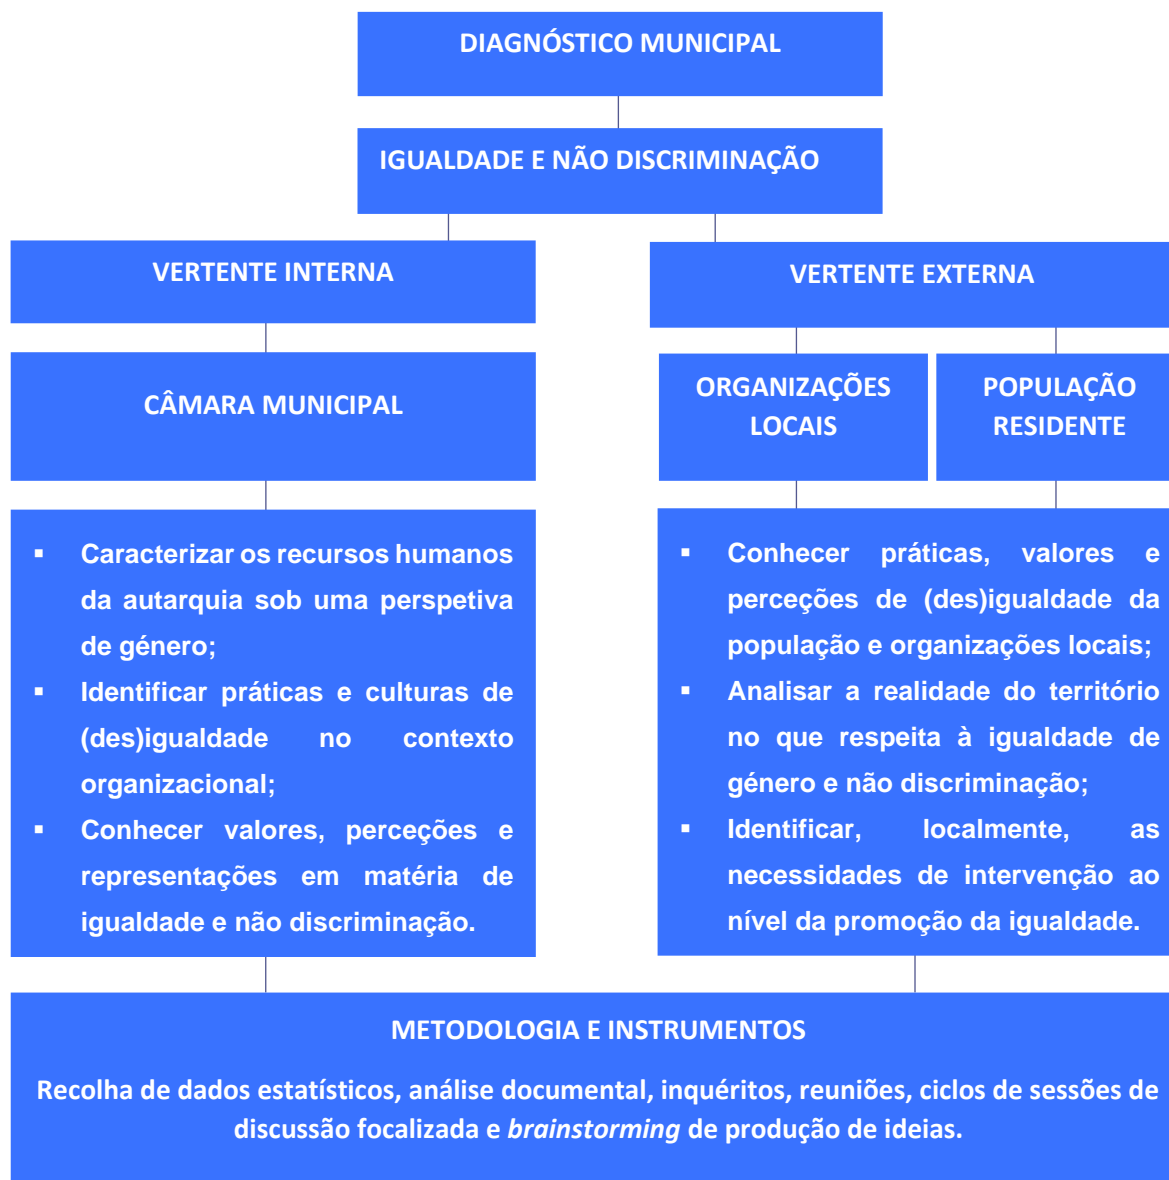 DIAGNÓSTICO MUNICIPAL
IGUALDADE E NÃO DISCRIMINAÇÃO
VERTENTE INTERNA
VERTENTE EXTERNA
CÂMARA MUNICIPAL
ORGANIZAÇÕES
LOCAIS
POPULAÇÃO
RESIDENTE
▪ Caracterizar os recursos humanos
da autarquia sob uma perspetiva
de género;
▪ Identificar práticas e culturas de
(des)igualdade no contexto
organizacional;
▪ Conhecer valores, perceções e
representações em matéria de
igualdade e não discriminação.
▪ Conhecer práticas, valores e
perceções de (des)igualdade da
população e organizações locais;
▪ Analisar a realidade do território
no que respeita à igualdade de
género e não discriminação;
▪ Identificar, localmente, as
necessidades de intervenção ao
nível da promoção da igualdade.
METODOLOGIA E INSTRUMENTOS
Recolha de dados estatísticos, análise documental, inquéritos, reuniões, ciclos de sessões de
discussão focalizada e brainstorming de produção de ideias.